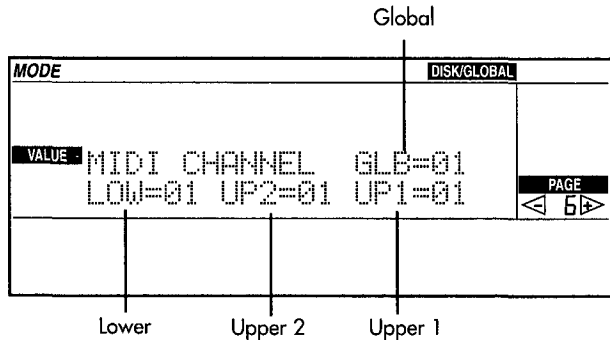 Global
MODE DISK/GLOBAL
VALUE MIDI CHANNEL GLB=01
LOW=01 UP2=01 UP1=01
PAGE
- 6 +
Lower Upper 2 Upper 1